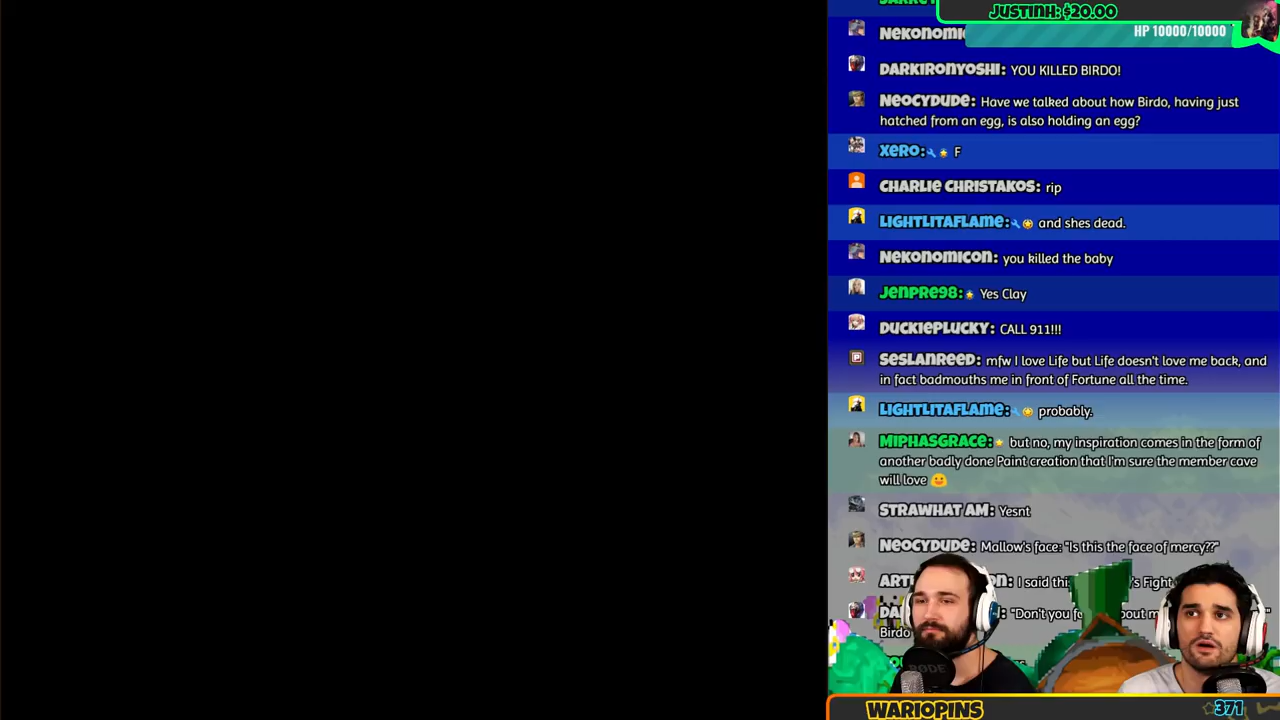 JUSTINH: $20.00
HP 10000/10000
DARKIRONYOSHI: YOU KILLED BIRDO!
NEOCYDUDE: Have we talked about how Birdo, having just
hatched from an egg, is also holding an egg?
XERO: F
CHARLIE CHRISTAKOS: rip
LIGHTLITAFLAME: and shes dead.
NEKONOMICON: you killed the baby
JENPRE98: Yes Clay
DUCKIEPLUCKY: CALL 911!!!
SESLANREED: mfw I love Life but Life doesn't love me back, and
in fact badmouths me in front of Fortune all the time.
LIGHTLITAFLAME: probably.
MIPHASGRACE: but no, my inspiration comes in the form of
another badly done Paint creation that I'm sure the member cave
will love
STRAWHAT AM: Yesnt
NEOCYDUDE: Mallow's face: "Is this the face of mercy??"
I said
Fight
"Don't you
Birdo
RODE
WARIOPINS
371